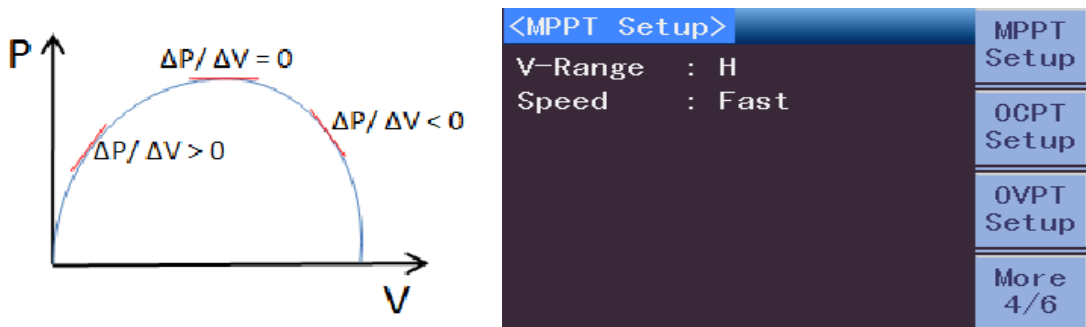 P
ΔP/ ΔV = 0
ΔP/ ΔV < 0
ΔP/ ΔV > 0
V
<MPPT Setup>
V-Range : H
Speed : Fast
MPPT
Setup
OCPT
Setup
OVPT
Setup
More
4/6